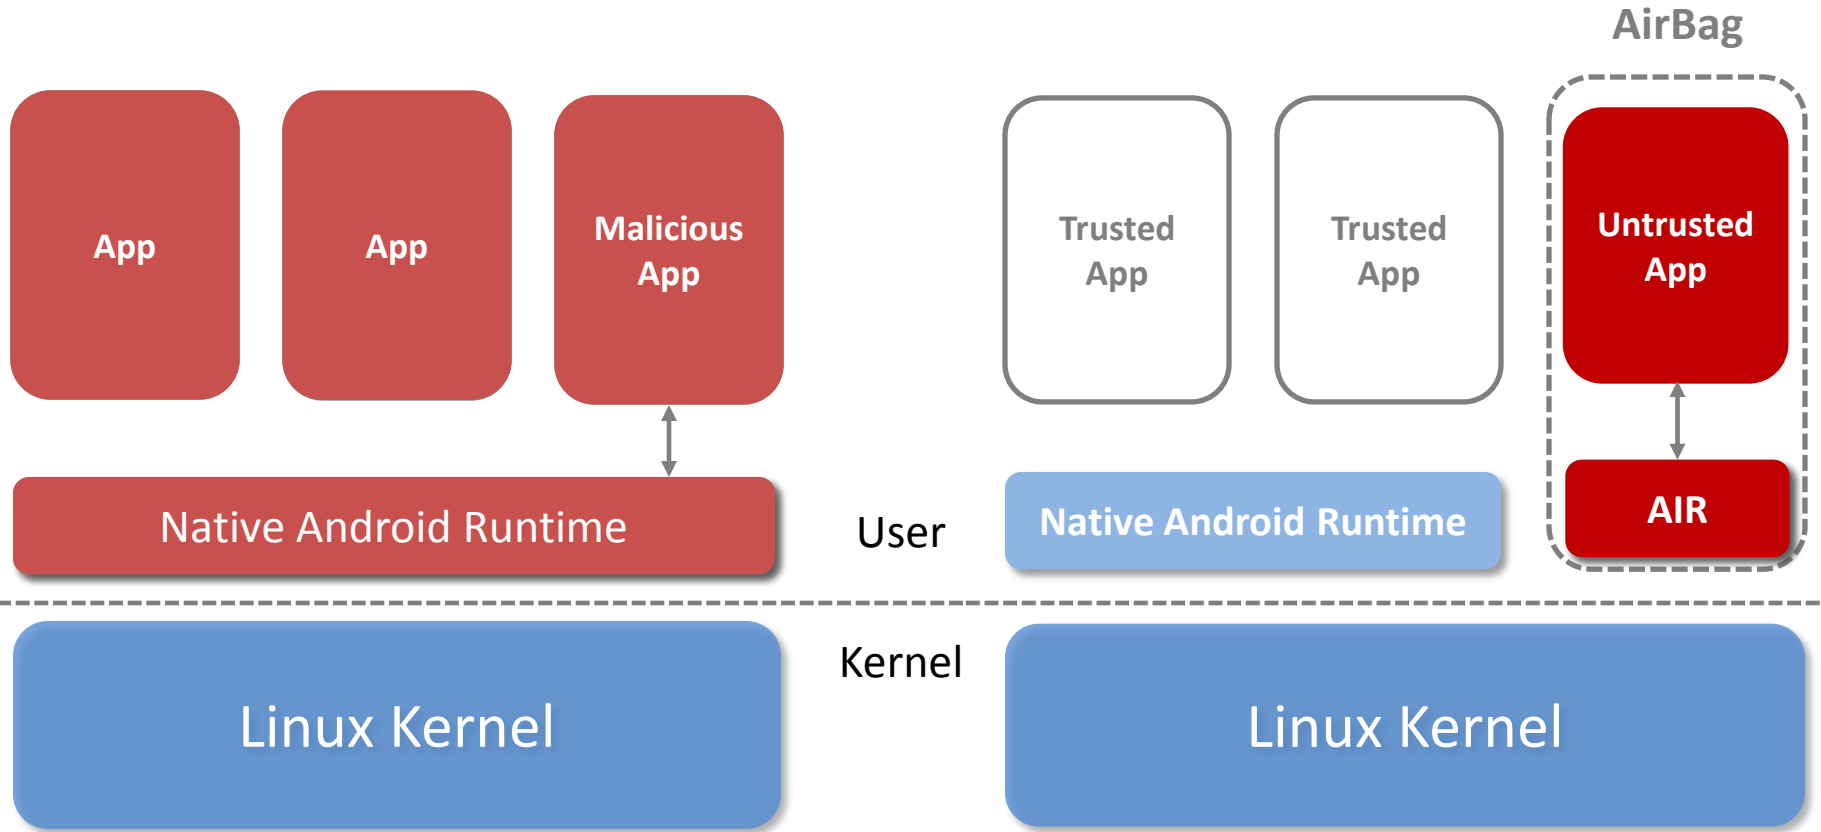 AirBag
App
App
Malicious
App
Trusted
App
Trusted
App
Untrusted
App
Native Android Runtime
User
Native Android Runtime
AIR
Kernel
Linux Kernel
Linux Kernel